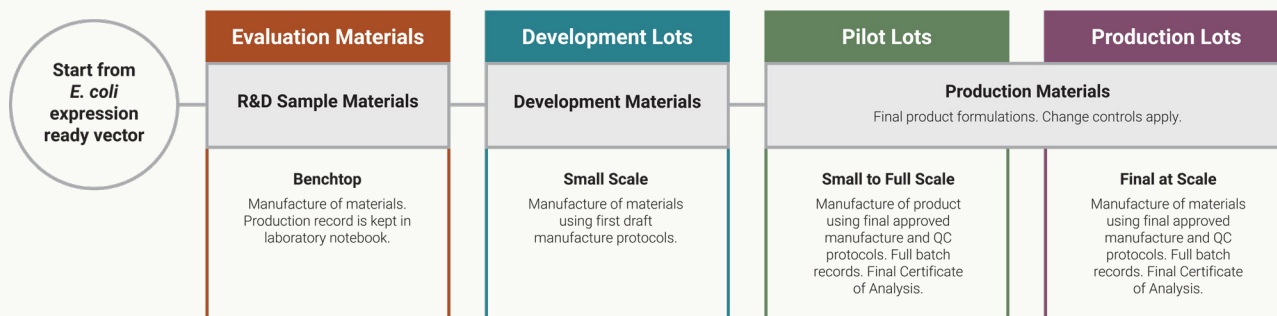 Start from
E. coli
expression
ready vector
Evaluation Materials
R&D Sample Materials
Benchtop
Manufacture of materials.
Production record is kept in
laboratory notebook.
Development Lots
Development Materials
Small Scale
Manufacture of materials
using first draft
manufacture protocols.
Pilot Lots
Production Lots
Production Materials
Final product formulations. Change controls apply.
Small to Full Scale
Manufacture of product
using final approved
manufacture and QC
protocols. Full batch
records. Final Certificate
of Analysis.
Final at Scale
Manufacture of materials
using final approved
manufacture and QC
protocols. Full batch
records. Final Certificate
of Analysis.